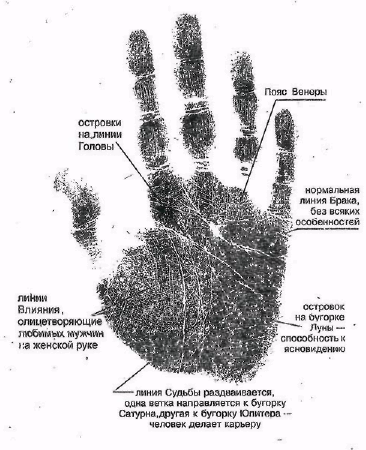 Пояс Венеры
островки
на линии
Головы
нормальная
линия Брака,
без всяких
особенностей
линии
Влияния,
олицетворяющие
любимых мужчин
на женской руке
островок
на бугорке
Луны —
способность к
ясновидению
линия Судьбы раздваивается,
одна ветка направляется к бугорку
Сатурна, другая к бугорку Юпитера —
человек делает карьеру